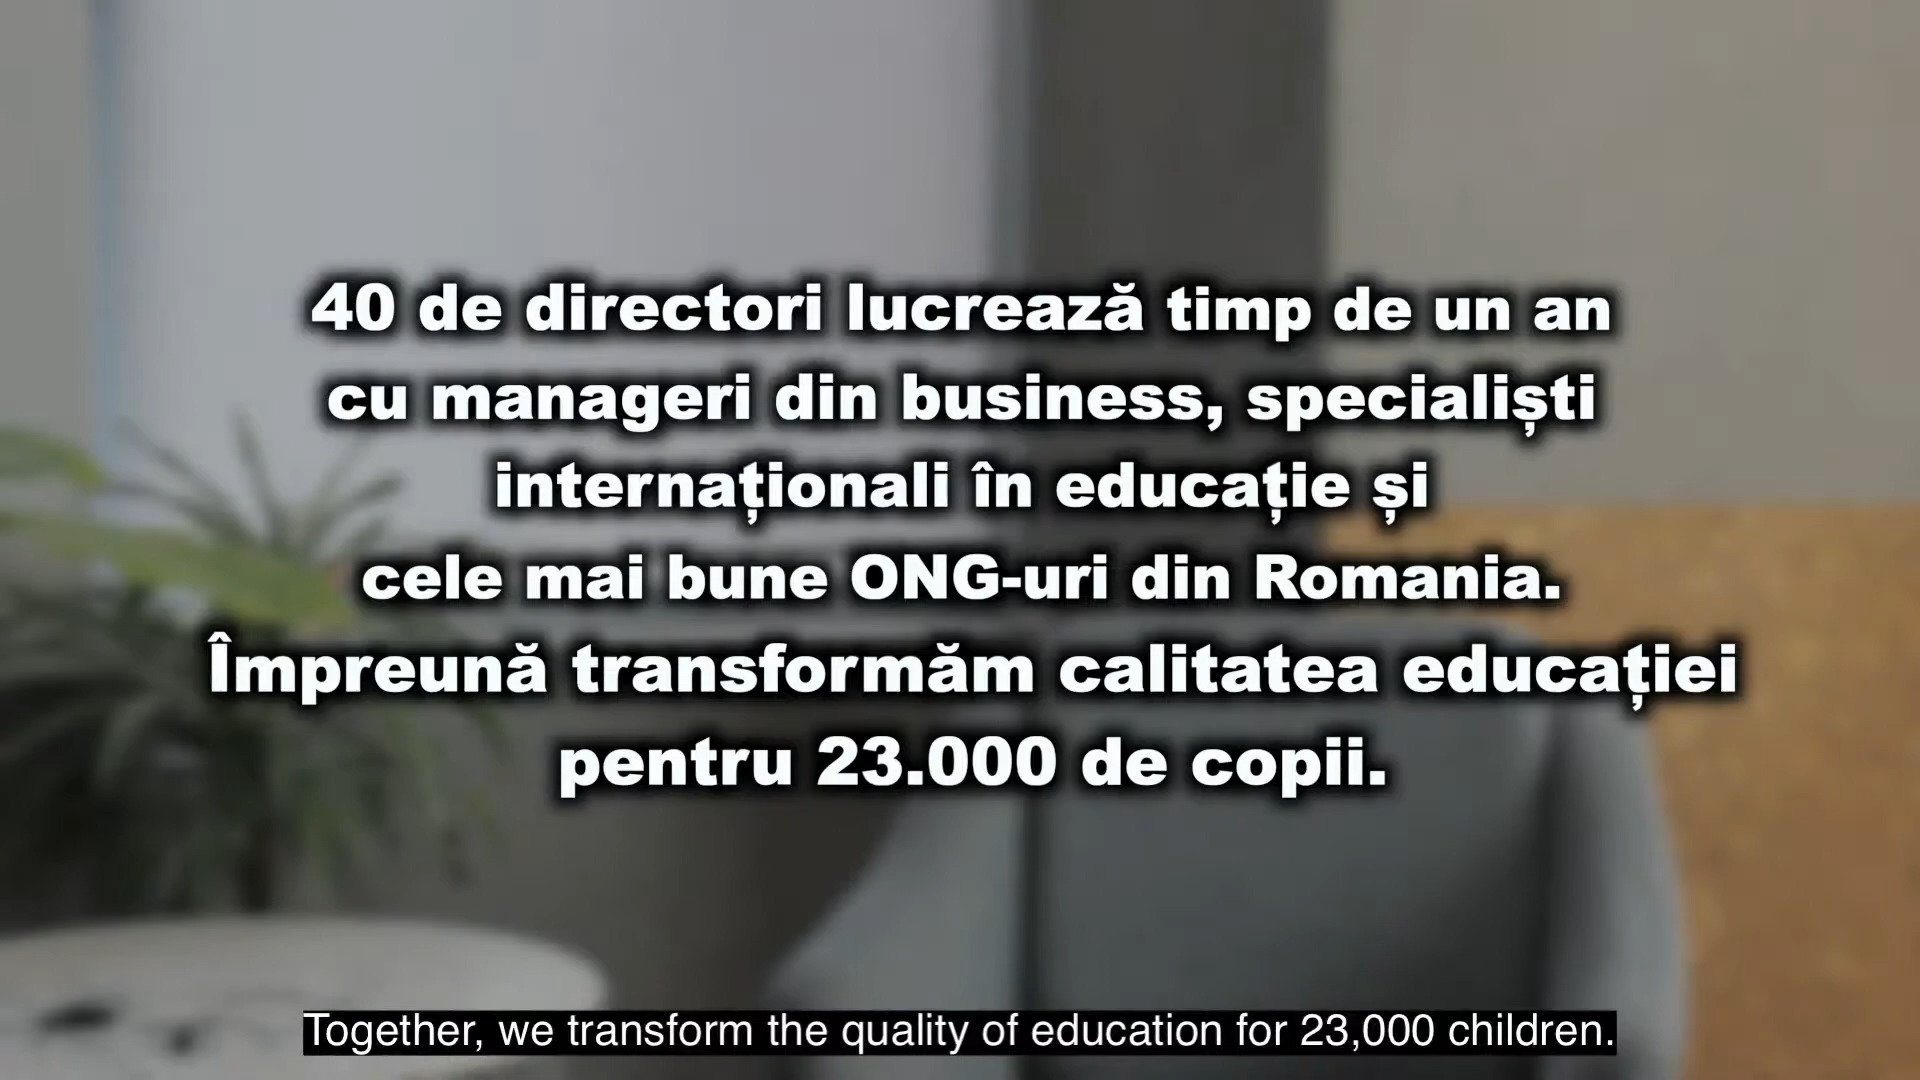 40 de directori lucrează timp de un an
cu manageri din business, specialiști
internaționali în educație și
cele mai bune ONG-uri din Romania.
Împreună transformăm calitatea educației
pentru 23.000 de copii.
Together, we transform the quality of education for 23,000 children.